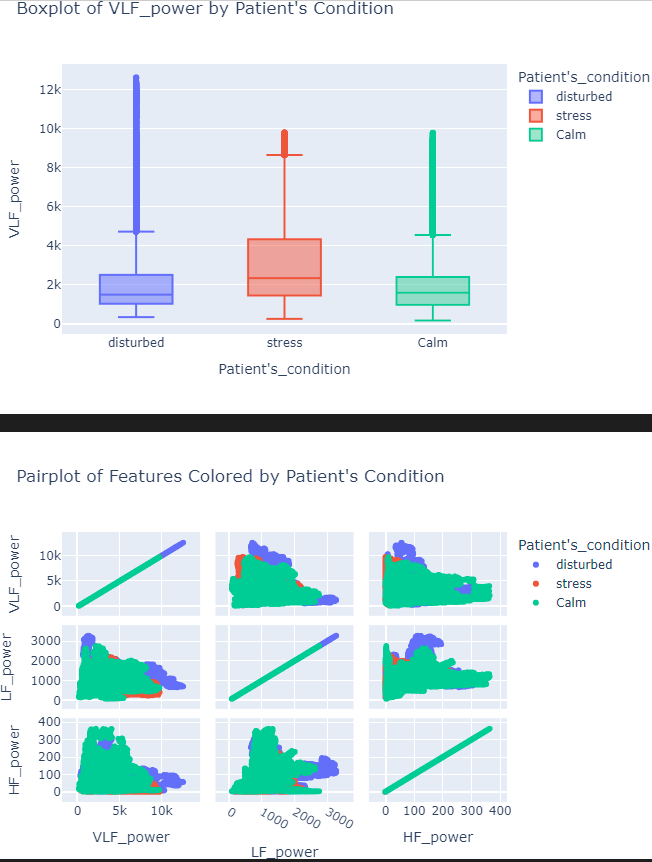 Boxplot of VLF_power by Patient's Condition
Patient's_condition
disturbed
stress
Calm
VLF_power
12k
10k
8k
6k
4k
2k
0
disturbed stress Calm
Patient's_condition
Pairplot of Features Colored by Patient's Condition
Patient's_condition
disturbed
stress
Calm
VLF_power
10k
5k
0
LF_power
3000
2000
1000
0
HF_power
400
300
200
100
0
0 5k 10k 0 1000 2000 3000 0 100 200 300 400
VLF_power LF_power HF_power